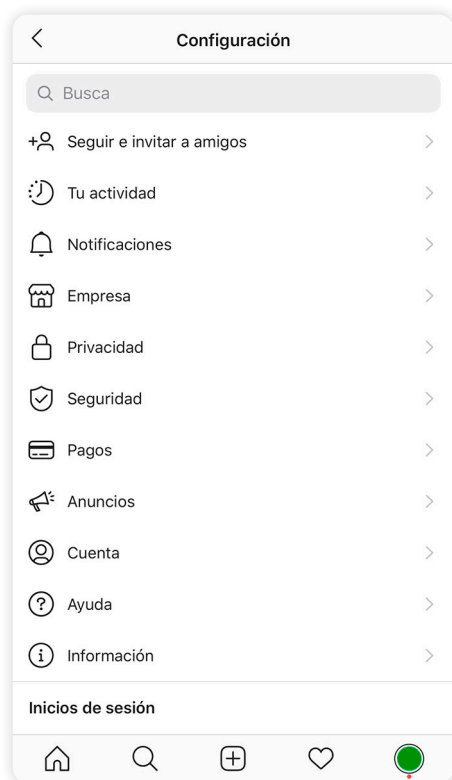 Configuración
Busca
Seguir e invitar a amigos
Tu actividad
Notificaciones
Empresa
Privacidad
Seguridad
Pagos
Anuncios
Cuenta
Ayuda
Información
Inicios de sesión